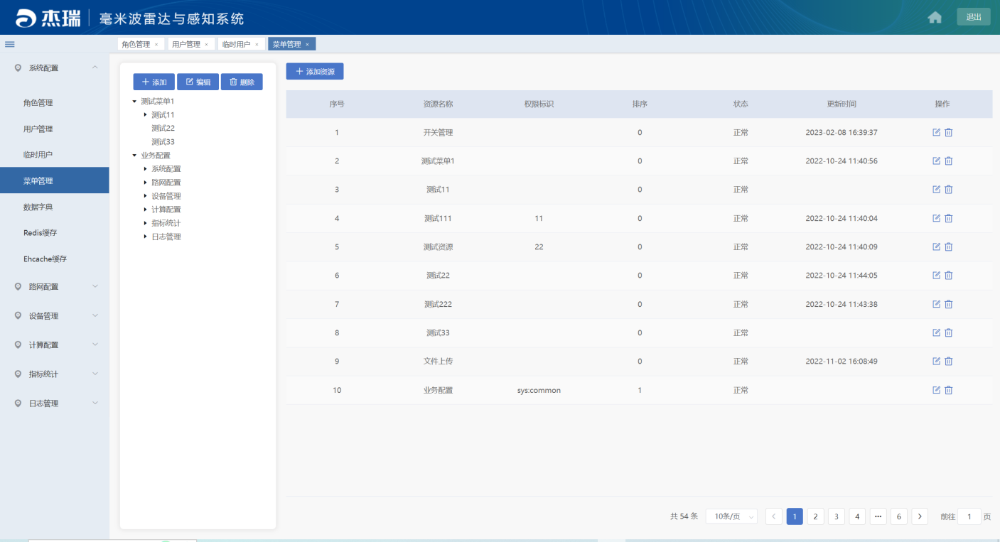 杰瑞 毫米波雷达与感知系统 退出
角色管理 × 用户管理 × 临时用户 × 菜单管理 ×
系统配置
角色管理
用户管理
临时用户
菜单管理
数据字典
Redis缓存
Ehcache缓存
路网配置
设备管理
计算配置
指标统计
日志管理
添加 编辑 删除
测试菜单1
测试11
测试22
测试33
业务配置
系统配置
路网配置
设备管理
计算配置
指标统计
日志管理
添加资源
序号 资源名称 权限标识 排序 状态 更新时间 操作
1 开关管理 0 正常 2023-02-08 16:39:37
2 测试菜单1 0 正常 2022-10-24 11:40:56
3 测试11 0 正常
4 测试111 11 0 正常 2022-10-24 11:40:04
5 测试资源 22 0 正常 2022-10-24 11:40:09
6 测试22 0 正常 2022-10-24 11:44:05
7 测试222 0 正常 2022-10-24 11:43:38
8 测试33 0 正常
9 文件上传 0 正常 2022-11-02 16:08:49
10 业务配置 sys:common 1 正常
共 54 条 10条/页 < 1 2 3 4 ··· 6 > 前往 1 页